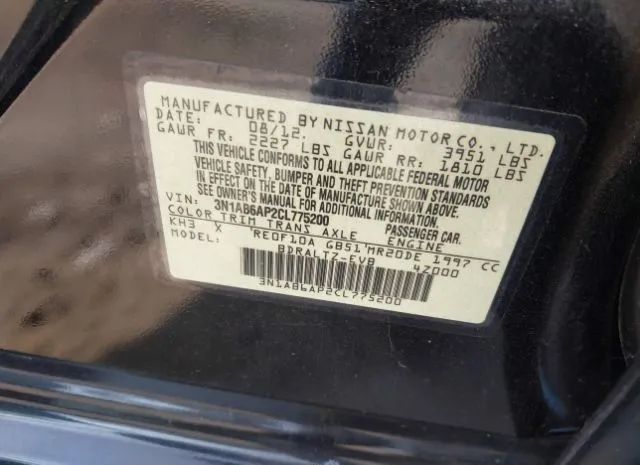 MANUFACTURED BY NISSAN MOTOR CO., LTD.
DATE: 08/12. GVWR: 3951 LBS
GAWR FR: 2227 LBS GAWR RR: 1810 LBS
THIS VEHICLE CONFORMS TO ALL APPLICABLE FEDERAL MOTOR
VEHICLE SAFETY, BUMPER, AND THEFT PREVENTION STANDARDS
IN EFFECT ON THE DATE OF MANUFACTURE SHOWN ABOVE.
SEE OWNER'S MANUAL FOR ADDITIONAL INFORMATION.
VIN: 3N1AB6AP2CL775200 PASSENGER CAR.
COLOR TRIM TRANS AXLE ENGINE
KH3 X RE0F10A GB51 MR20DE 1997 CC
MODEL: BDRALTZ-EVB 4Z000
3N1AB6AP2CL775200